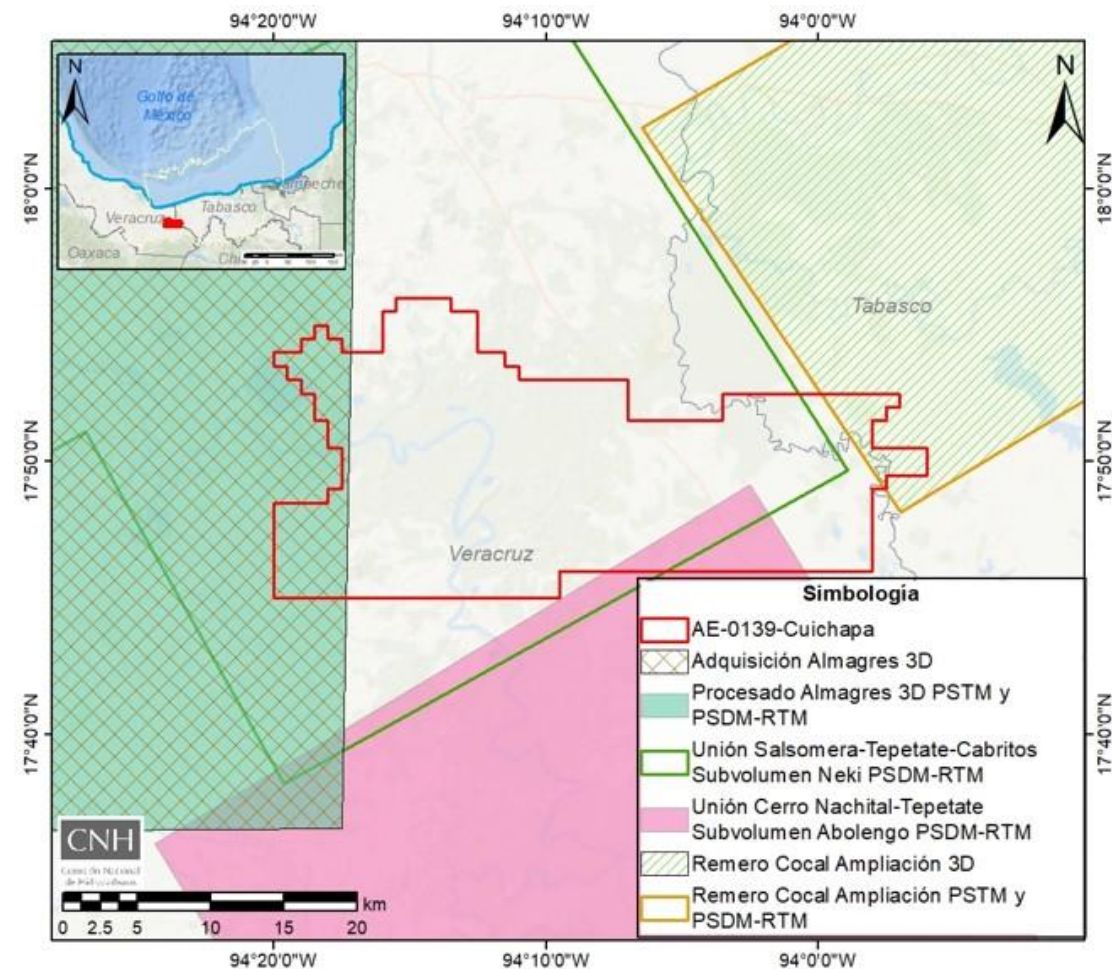 94°20'0"W 94°10'0"W 94°0'0"W
N
Golfo de
México
Campeche
Tabasco
Veracruz
Oaxaca
N
18°0'0"N
18°0'0"N
Tabasco
17°50'0"N
17°50'0"N
Veracruz
17°40'0"N
17°40'0"N
Simbología
AE-0139-Cuichapa
Adquisición Almagres 3D
Procesado Almagres 3D PSTM y
PSDM-RTM
Unión Salsomera-Tepetate-Cabritos
Subvolumen Neki PSDM-RTM
Unión Cerro Nachital-Tepetate
Subvolumen Abolengo PSDM-RTM
Remero Cocal Ampliación 3D
Remero Cocal Ampliación PSTM y
PSDM-RTM
CNH
Comisión Nacional
de Hidrocarburos
km
0 2.5 5 10 15 20
94°20'0"W 94°10'0"W 94°0'0"W